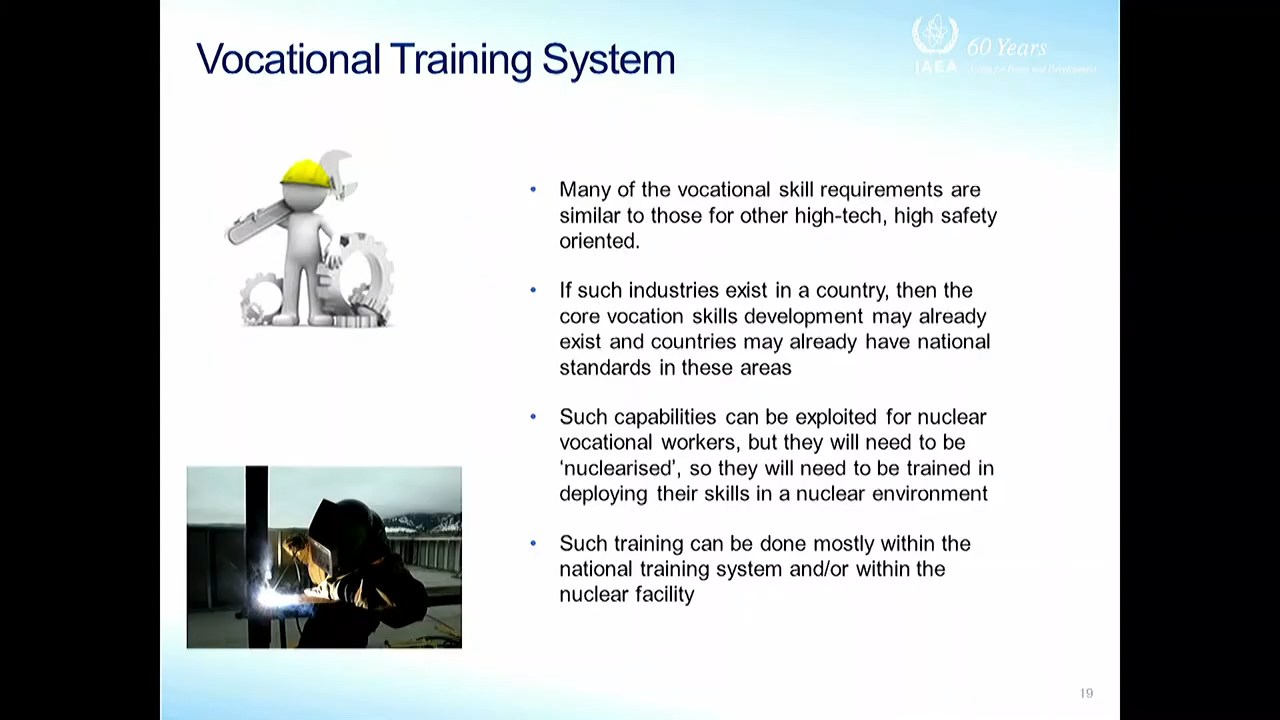 Vocational Training System
60 Years
IAEA
• Many of the vocational skill requirements are
similar to those for other high-tech, high safety
oriented.
• If such industries exist in a country, then the
core vocation skills development may already
exist and countries may already have national
standards in these areas
• Such capabilities can be exploited for nuclear
vocational workers, but they will need to be
‘nuclearised’, so they will need to be trained in
deploying their skills in a nuclear environment
• Such training can be done mostly within the
national training system and/or within the
nuclear facility
19